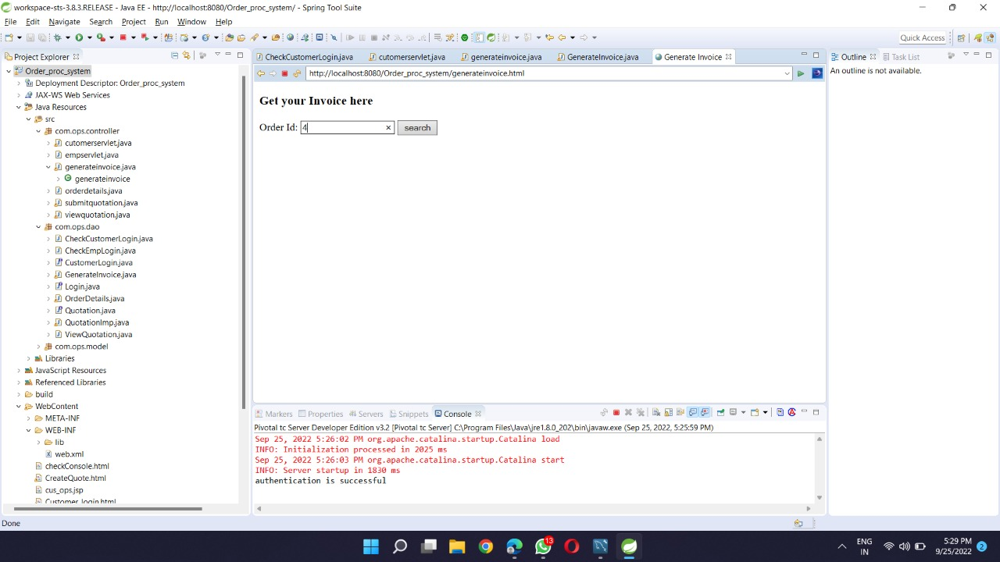 workspace-sts-3.8.3.RELEASE - Java EE - http://localhost:8080/Order_proc_system/ - Spring Tool Suite
File Edit Navigate Search Project Run Window Help
Quick Access
Project Explorer
CheckCustomerLogin.java cutomerservlet.java generateinvoice.java GenerateInvoice.java Generate Invoice
Outline Task List
Order_proc_system
http://localhost:8080/Order_proc_system/generateinvoice.html
An outline is not available.
Deployment Descriptor: Order_proc_system
JAX-WS Web Services
Java Resources
src
com.ops.controller
cutomerservlet.java
empservlet.java
generateinvoice.java
generateinvoice
orderdetails.java
submitquotation.java
viewquotation.java
com.ops.dao
CheckCustomerLogin.java
CheckEmpLogin.java
CustomerLogin.java
GenerateInvoice.java
Login.java
OrderDetails.java
Quotation.java
QuotationImp.java
ViewQuotation.java
com.ops.model
Libraries
JavaScript Resources
Referenced Libraries
build
WebContent
META-INF
WEB-INF
lib
web.xml
checkConsole.html
CreateQuote.html
cus_ops.jsp
Customer_login.html
Get your Invoice here
Order Id: 4 search
Markers Properties Servers Snippets Console
Pivotal tc Server Developer Edition v3.2 [Pivotal tc Server] C:\Program Files\Java\jre1.8.0_202\bin\javaw.exe (Sep 25, 2022, 5:25:59 PM)
Sep 25, 2022 5:26:02 PM org.apache.catalina.startup.Catalina load
INFO: Initialization processed in 2025 ms
Sep 25, 2022 5:26:03 PM org.apache.catalina.startup.Catalina start
INFO: Server startup in 1830 ms
authentication is successful
Done
13
ENG
IN
5:29 PM
9/25/2022
2